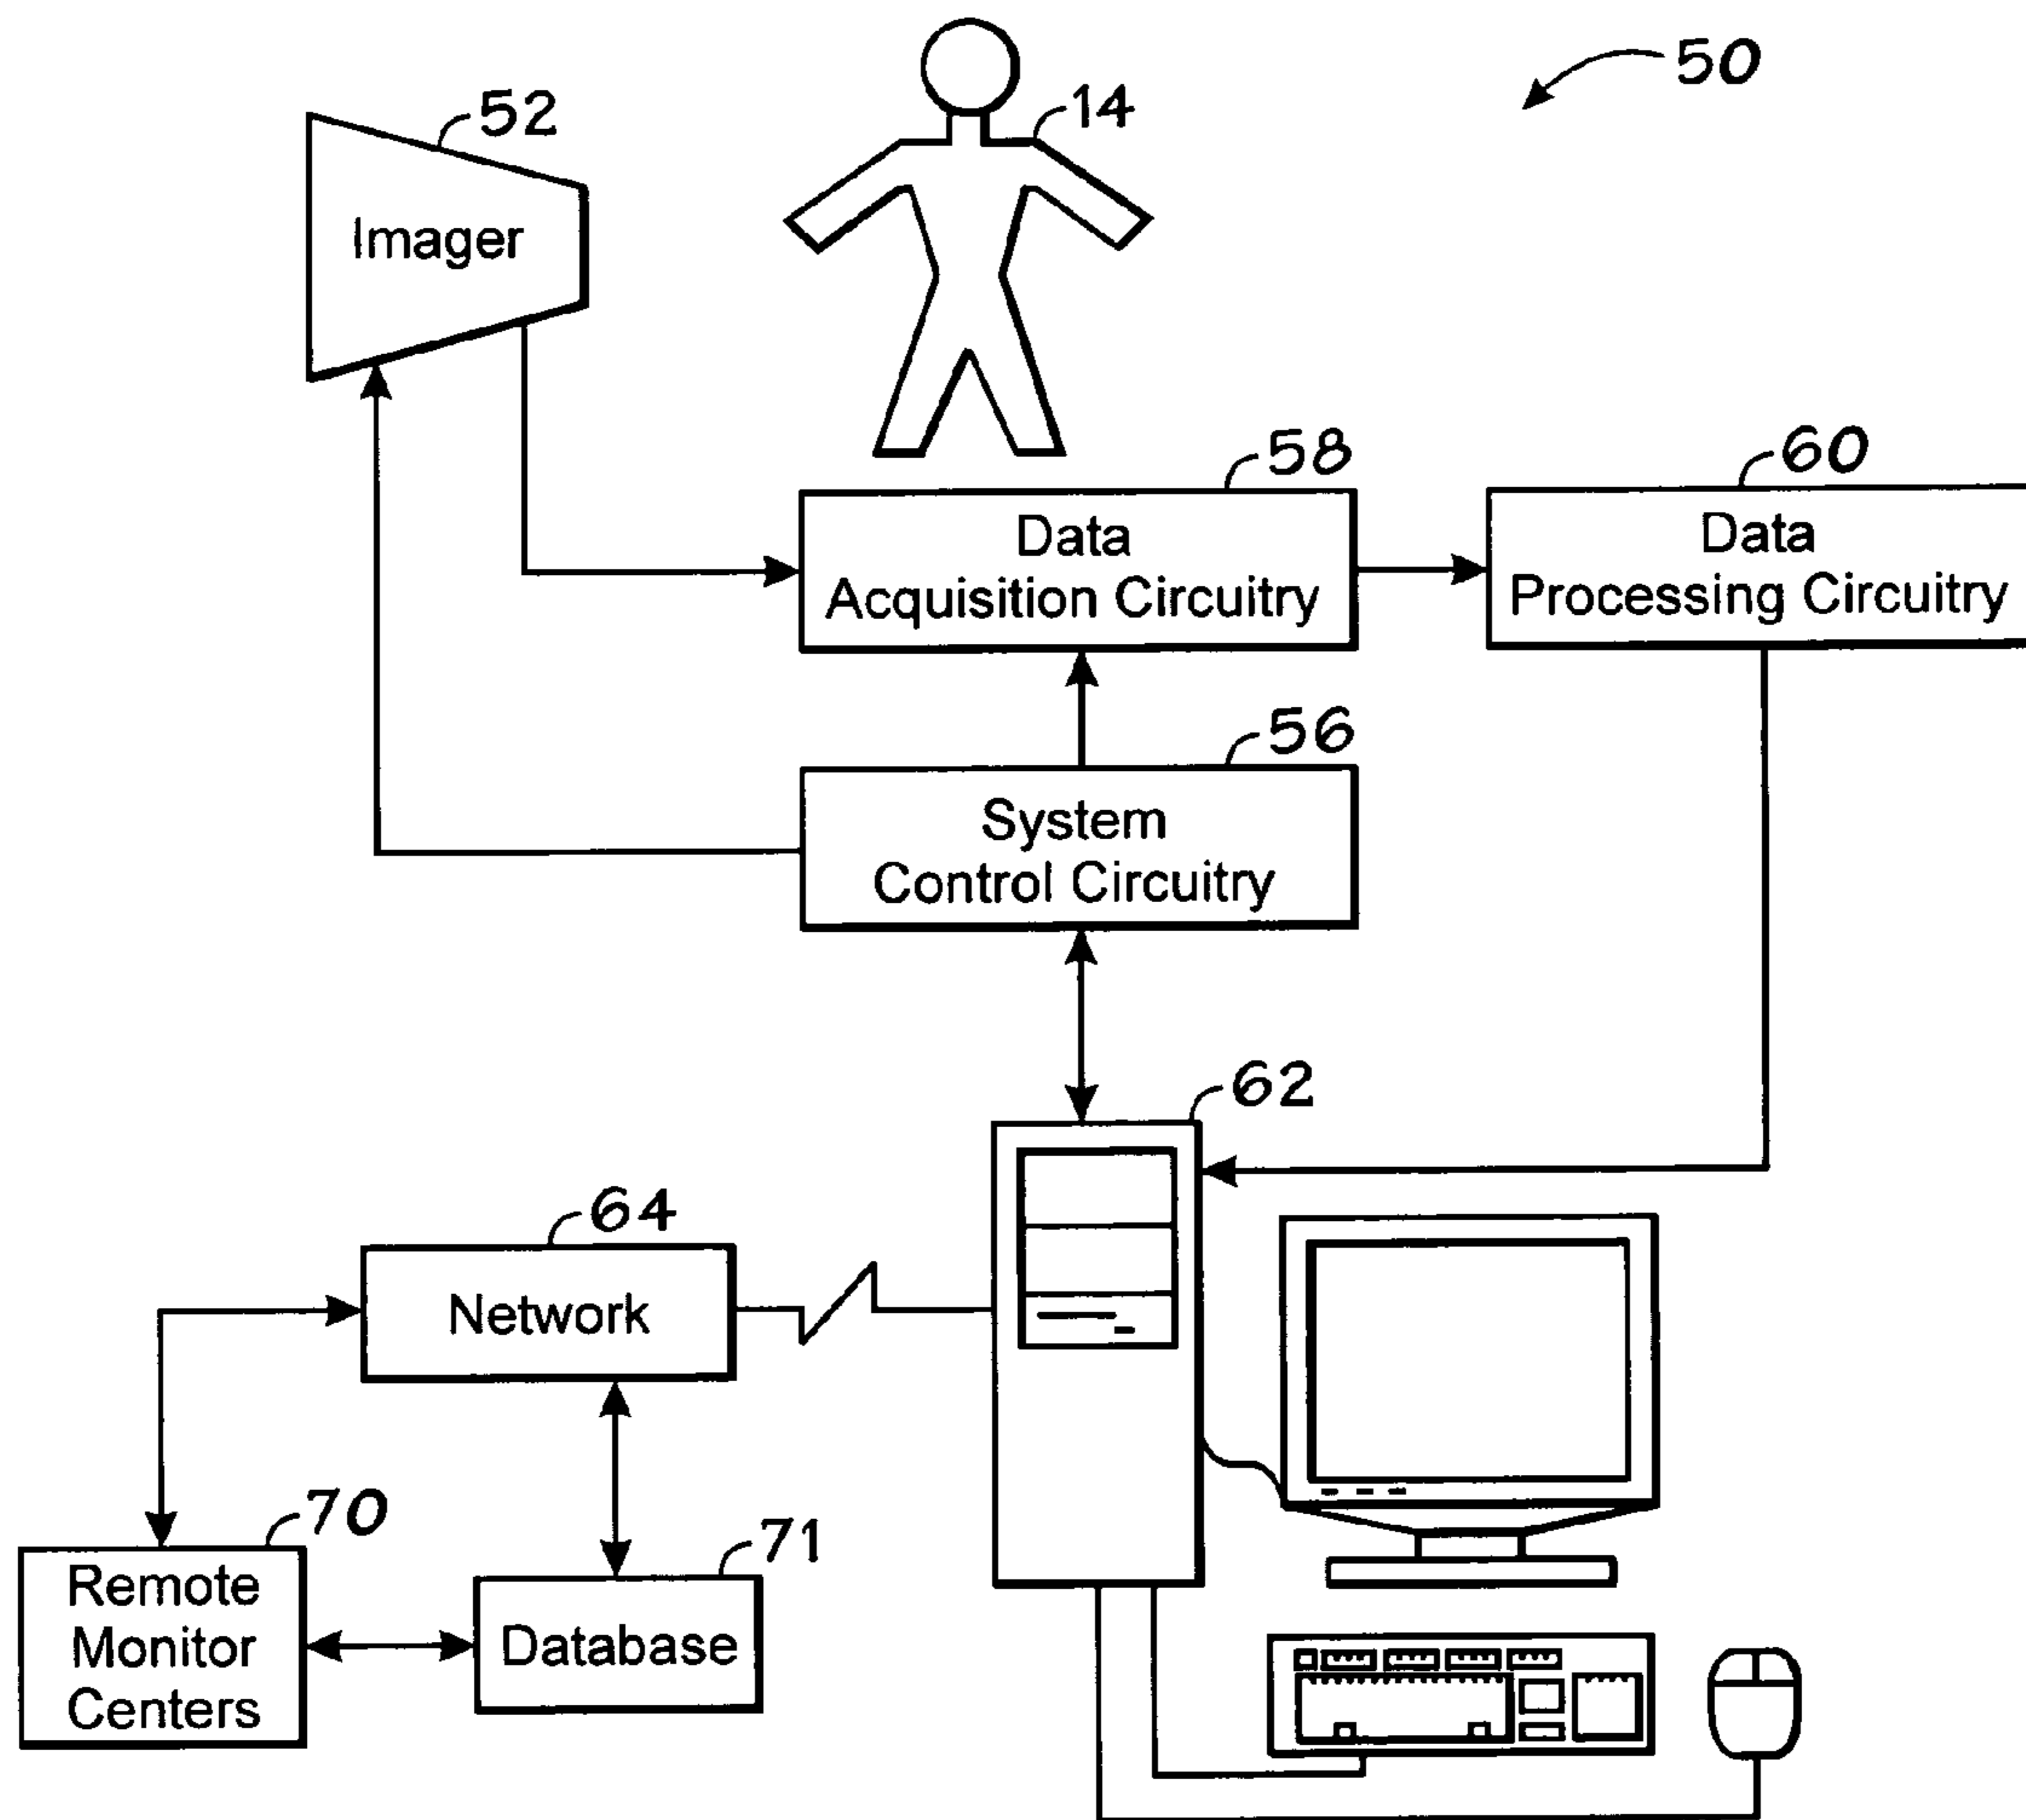 50
14
52
Imager
58
Data
Acquisition Circuitry
60
Data
Processing Circuitry
56
System
Control Circuitry
62
64
Network
70
Remote
Monitor
Centers
71
Database